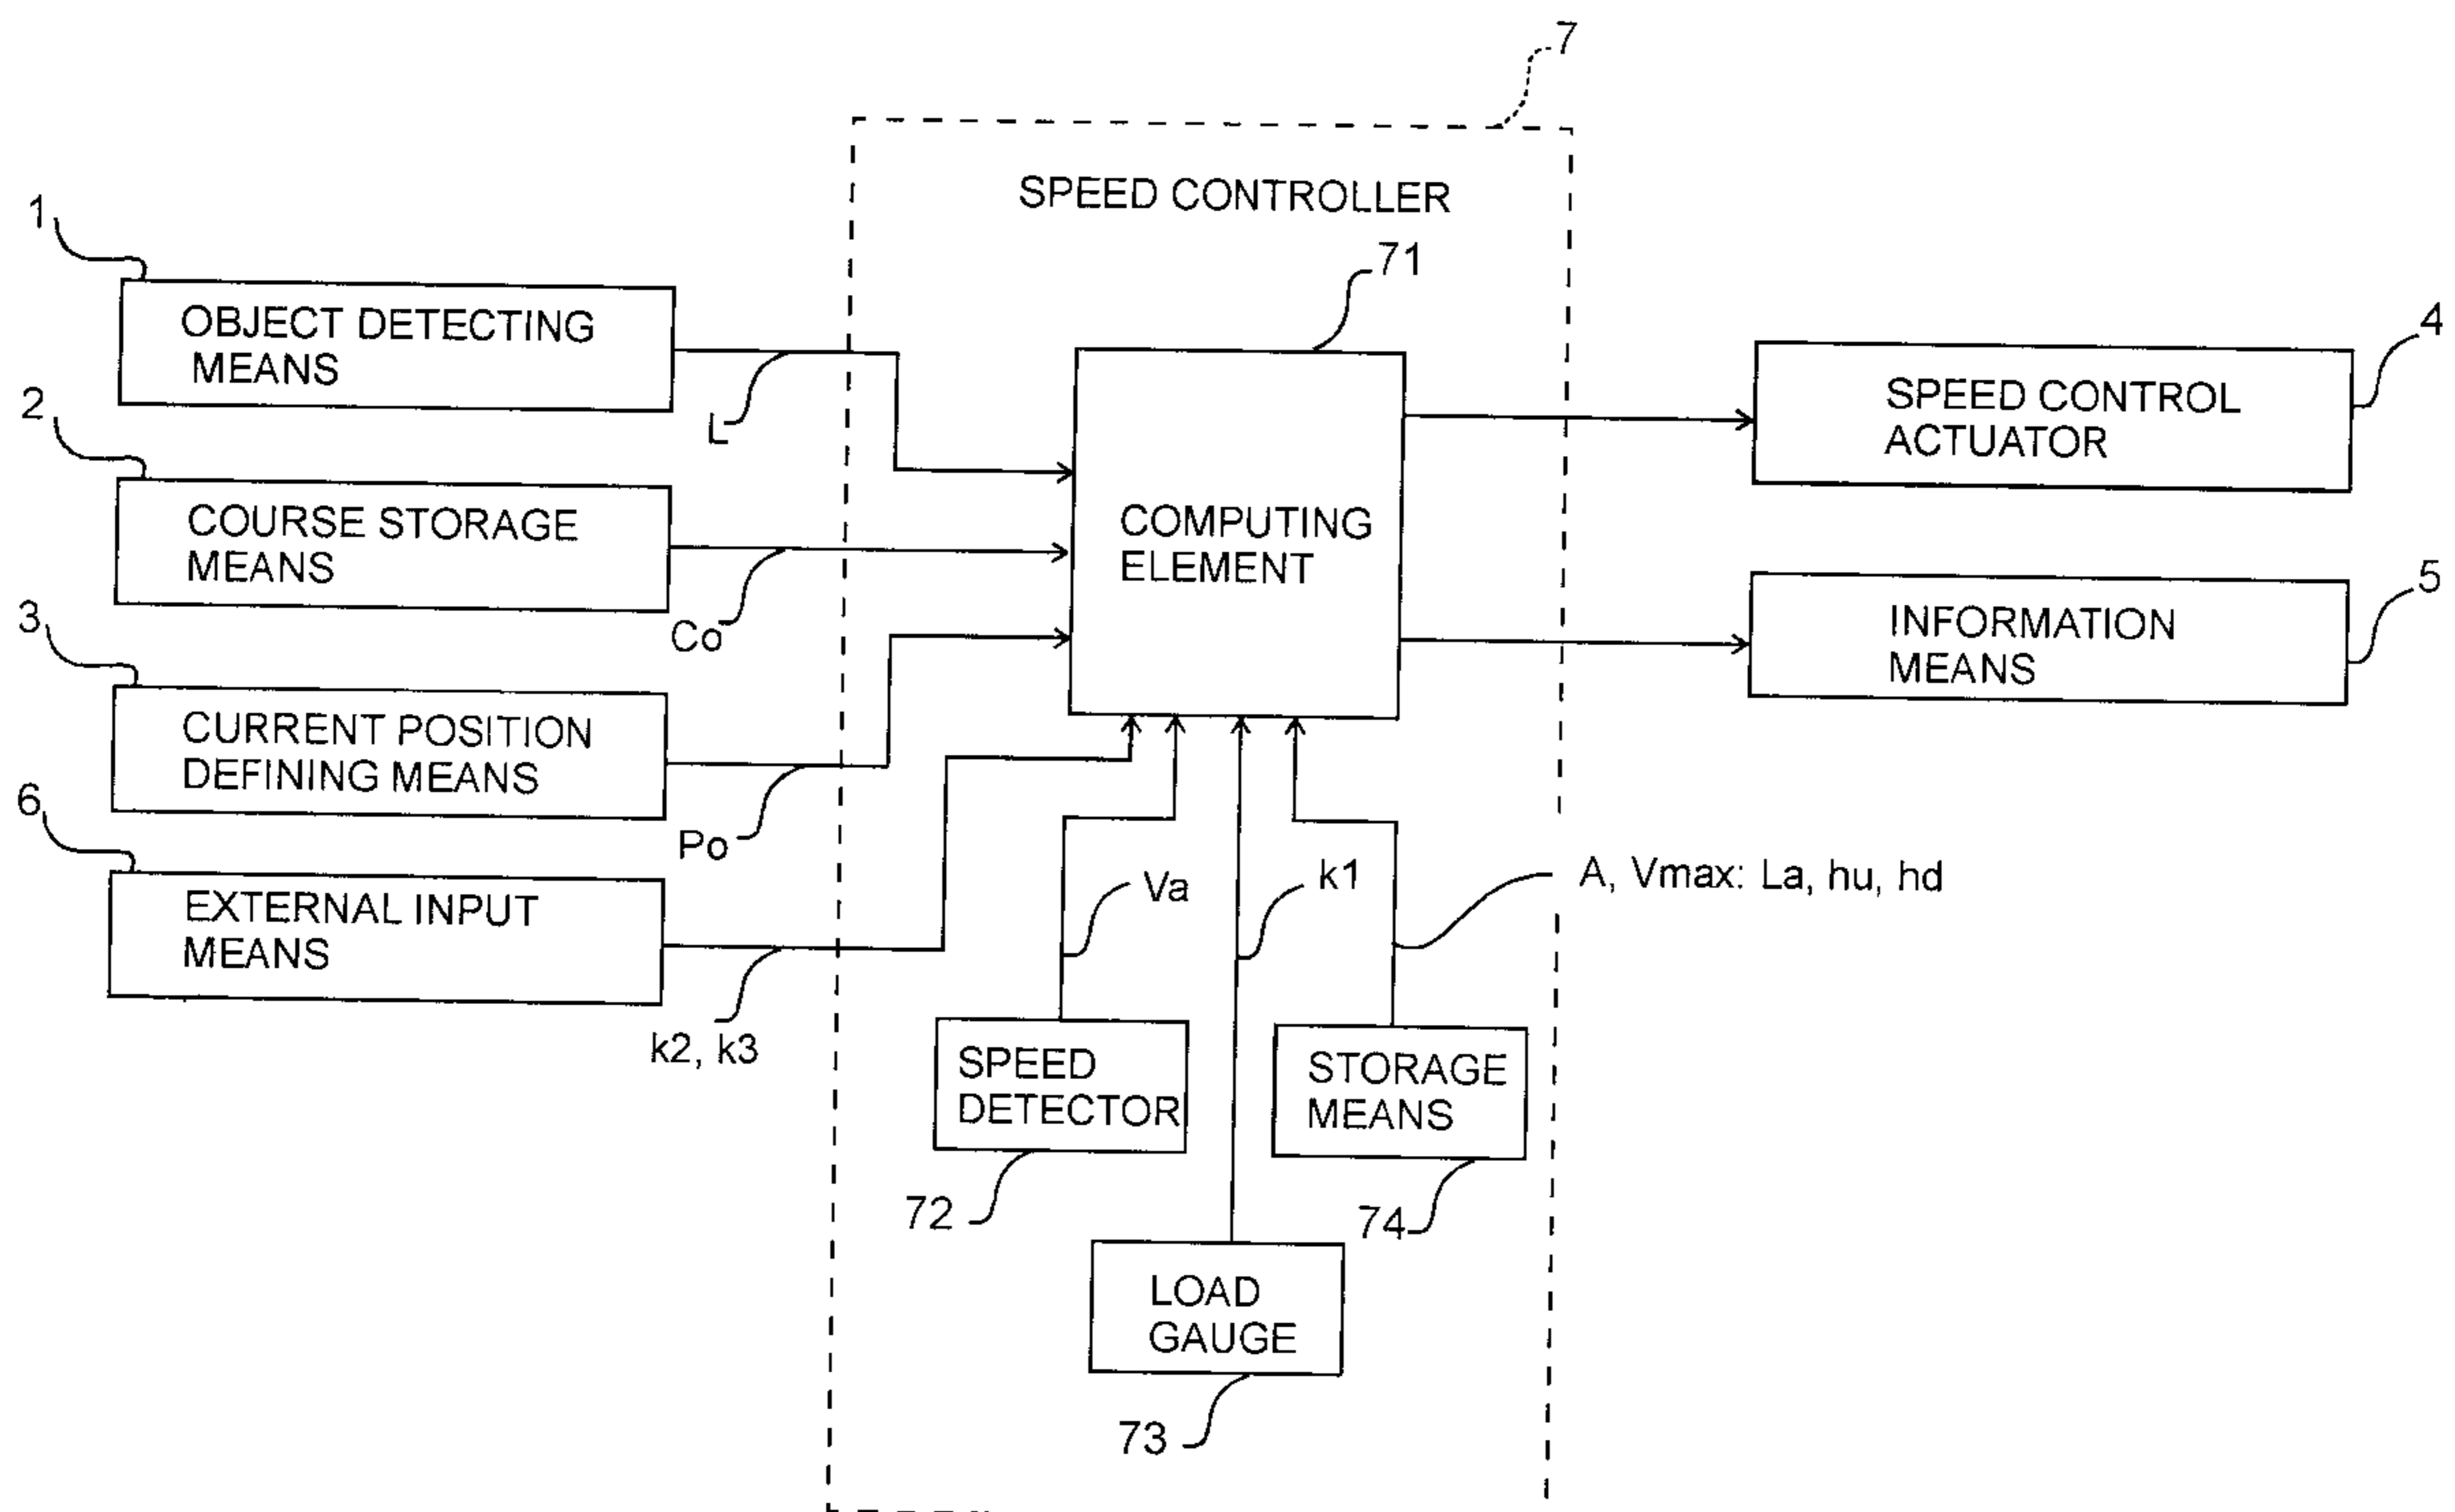 7
SPEED CONTROLLER
1
OBJECT DETECTING
MEANS
L
71
COMPUTING
ELEMENT
4
SPEED CONTROL
ACTUATOR
2
COURSE STORAGE
MEANS
Co
5
INFORMATION
MEANS
3
CURRENT POSITION
DEFINING MEANS
Po
6
EXTERNAL INPUT
MEANS
k2, k3
Va
k1
A, Vmax: La, hu, hd
SPEED
DETECTOR
72
STORAGE
MEANS
74
LOAD
GAUGE
73